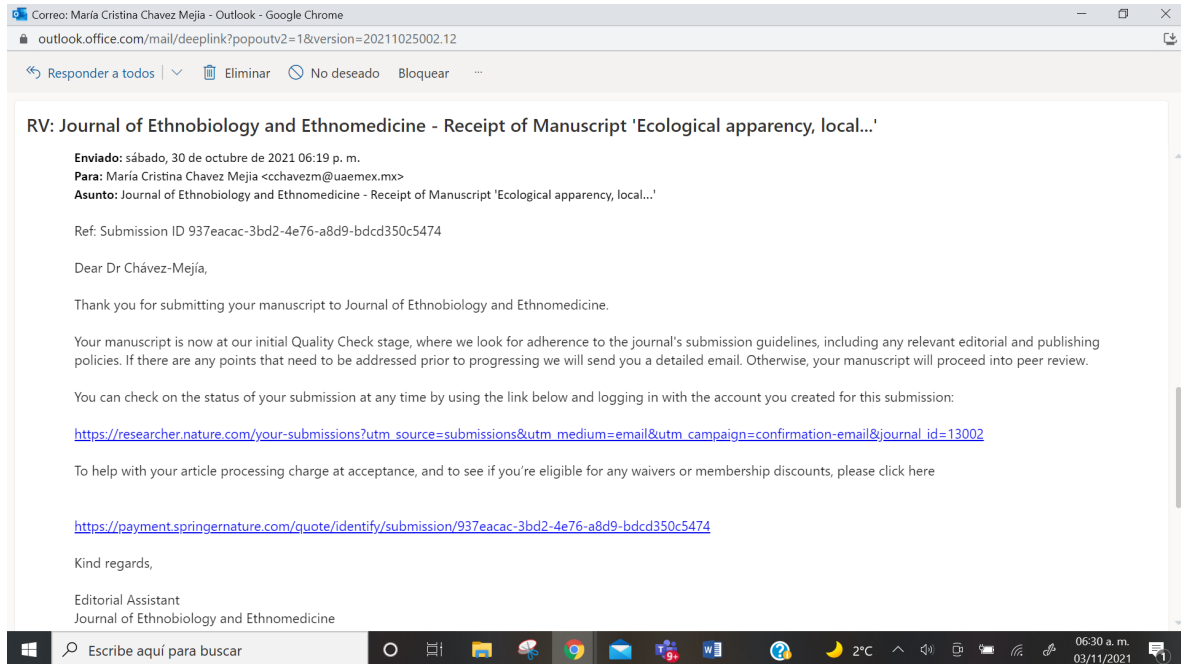 Correo: María Cristina Chavez Mejia - Outlook - Google Chrome
outlook.office.com/mail/deeplink?popoutv2=1&version=20211025002.12
Responder a todos Eliminar No deseado Bloquear ...
RV: Journal of Ethnobiology and Ethnomedicine - Receipt of Manuscript 'Ecological apparency, local...'
Enviado: sábado, 30 de octubre de 2021 06:19 p. m.
Para: María Cristina Chavez Mejia <cchavezm@uaemex.mx>
Asunto: Journal of Ethnobiology and Ethnomedicine - Receipt of Manuscript 'Ecological apparency, local...'
Ref: Submission ID 937eacac-3bd2-4e76-a8d9-bdcd350c5474
Dear Dr Chávez-Mejía,
Thank you for submitting your manuscript to Journal of Ethnobiology and Ethnomedicine.
Your manuscript is now at our initial Quality Check stage, where we look for adherence to the journal's submission guidelines, including any relevant editorial and publishing
policies. If there are any points that need to be addressed prior to progressing we will send you a detailed email. Otherwise, your manuscript will proceed into peer review.
You can check on the status of your submission at any time by using the link below and logging in with the account you created for this submission:
https://researcher.nature.com/your-submissions?utm_source=submissions&utm_medium=email&utm_campaign=confirmation-email&journal_id=13002
To help with your article processing charge at acceptance, and to see if you're eligible for any waivers or membership discounts, please click here
https://payment.springernature.com/quote/identify/submission/937eacac-3bd2-4e76-a8d9-bdcd350c5474
Kind regards,
Editorial Assistant
Journal of Ethnobiology and Ethnomedicine
Escribe aquí para buscar
9+
2°C
06:30 a. m.
03/11/2021
1